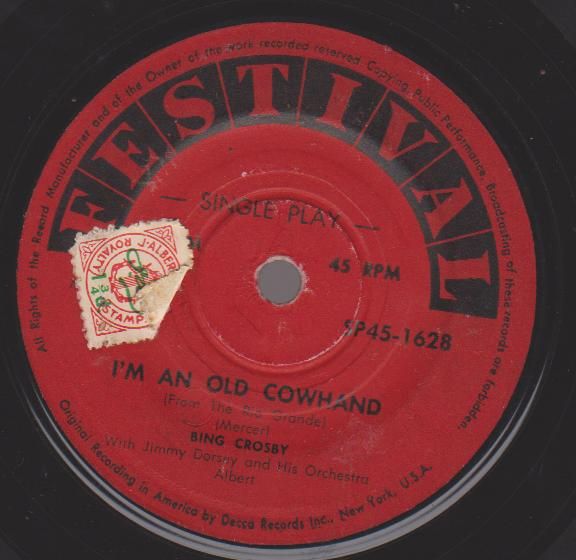 All Rights of the Record Manufacturer and of the Owner of the work recorded reserved Copying, Public Performance, Broadcasting of these records are forbidden.
FESTIVAL
— SINGLE PLAY —
J. ALBERT
ROYALTY
STAMP
45 RPM
SP45-1628
I'M AN OLD COWHAND
(From The Rio Grande)
(Mercer)
BING CROSBY
With Jimmy Dorsey and His Orchestra
Albert
Original Recording in America by Decca Records Inc., New York, U.S.A.